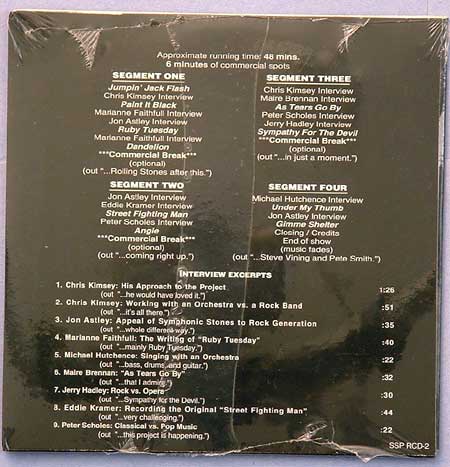 Approximate running time: 48 mins.
6 minutes of commercial spots
SEGMENT ONE
Jumpin' Jack Flash
Chris Kimsey Interview
Paint It Black
Marianne Faithfull Interview
Jon Astley Interview
Ruby Tuesday
Marianne Faithfull Interview
Dandelion
***Commercial Break***
(optional)
(out "...Rolling Stones after this.")
SEGMENT TWO
Jon Astley Interview
Eddie Kramer Interview
Street Fighting Man
Peter Scholes Interview
Angie
***Commercial Break***
(optional)
(out "...coming right up.")
SEGMENT THREE
Chris Kimsey Interview
Maire Brennan Interview
As Tears Go By
Peter Scholes Interview
Jerry Hadley Interview
Sympathy For The Devil
***Commercial Break***
(optional)
(out "...in just a moment.")
SEGMENT FOUR
Michael Hutchence Interview
Under My Thumb
Jon Astley Interview
Gimme Shelter
Closing / Credits
End of show
(music fades)
(out "...Steve Vining and Pete Smith.")
INTERVIEW EXCERPTS
1. Chris Kimsey: His Approach to the Project 1:26
(out "...he would have loved it.")
2. Chris Kimsey: Working with an Orchestra vs. a Rock Band :51
(out "...it's all there.")
3. Jon Astley: Appeal of Symphonic Stones to Rock Generation :35
(out "...whole different way.")
4. Marianne Faithfull: The Writing of "Ruby Tuesday" :40
(out "...mainly Ruby Tuesday.")
5. Michael Hutchence: Singing with an Orchestra :22
(out "...bass, drums, and guitar.")
6. Maire Brennan: "As Tears Go By" :32
(out "...that I admire.")
7. Jerry Hadley: Rock vs. Opera :30
(out "...Sympathy for the Devil.")
8. Eddie Kramer: Recording the Original "Street Fighting Man" :44
(out "...very challenging.")
9. Peter Scholes: Classical vs. Pop Music :22
(out "...this project is happening.")
SSP RCD-2